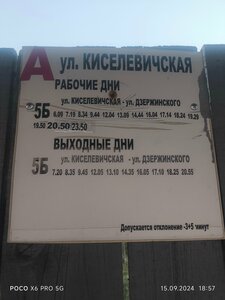 А ул. КИСЕЛЕВИЧСКАЯ
РАБОЧИЕ ДНИ
ул. КИСЕЛЕВИЧСКАЯ - ул. ДЗЕРЖИНСКОГО
5Б 6.09 7.19 8.34 9.44 12.04 13.09 14.44 16.04 17.14 18.24 19.29
19.50 20.50 23.50
ВЫХОДНЫЕ ДНИ
ул. КИСЕЛЕВИЧСКАЯ - ул. ДЗЕРЖИНСКОГО
5Б 7.20 8.35 9.45 12.05 13.10 14.35 16.05 17.10 18.25 20.55
Допускается отклонение -3+5 минут
POCO X6 PRO 5G
15.09.2024 18:57